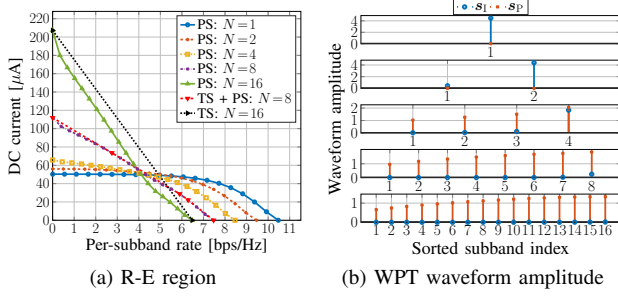 220
200
180
160
140
120
100
80
60
40
20
0
DC current [μA]
0 1 2 3 4 5 6 7 8 9 10 11
Per-subband rate [bps/Hz]
PS: N = 1
PS: N = 2
PS: N = 4
PS: N = 8
PS: N = 16
TS + PS: N = 8
TS: N = 16
(a) R-E region
s_I s_P
Waveform amplitude
4
2
0
1
4
2
0
1 2
2
1
0
1 2 3 4
2
1
0
1 2 3 4 5 6 7 8
2
1
0
1 2 3 4 5 6 7 8 9 10 11 12 13 14 15 16
Sorted subband index
(b) WPT waveform amplitude